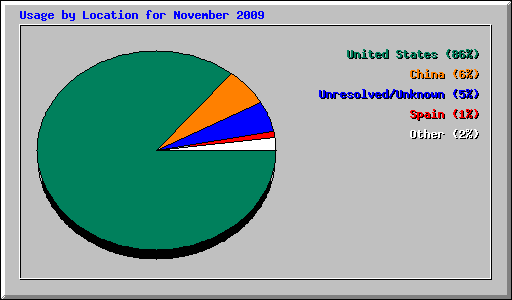 Usage by Location for November 2009
United States (86%)
China (6%)
Unresolved/Unknown (5%)
Spain (1%)
Other (2%)